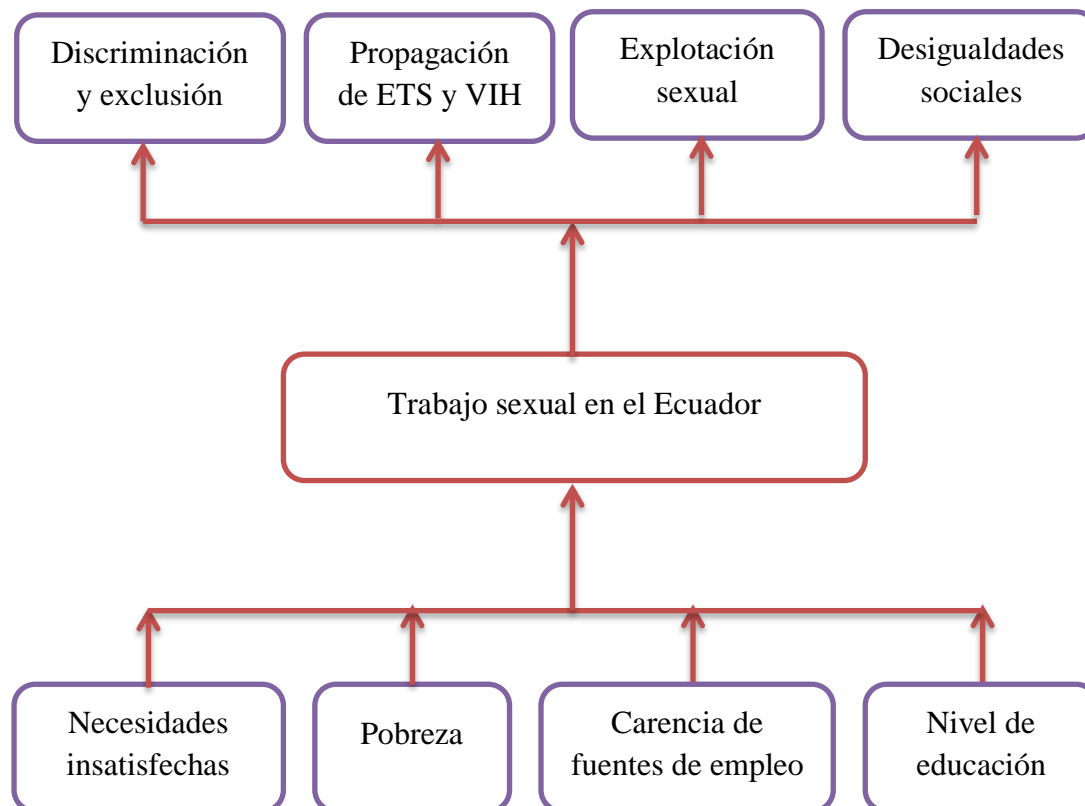 Discriminación
y exclusión
Propagación
de ETS y VIH
Explotación
sexual
Desigualdades
sociales
Trabajo sexual en el Ecuador
Necesidades
insatisfechas
Pobreza
Carencia de
fuentes de empleo
Nivel de
educación